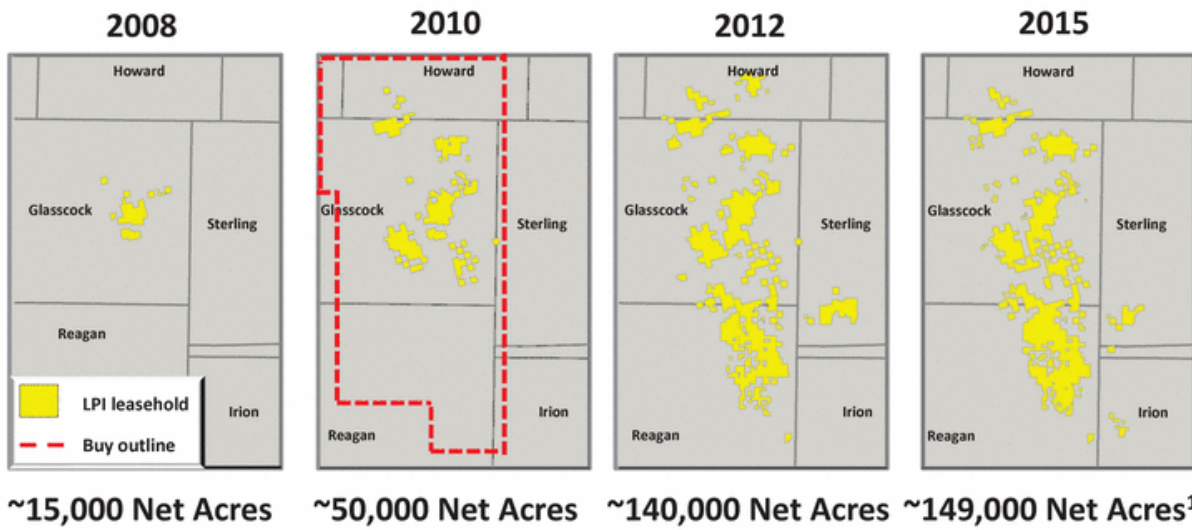 2008
Howard
Glasscock
Sterling
Reagan
Irion
LPI leasehold
Buy outline
~15,000 Net Acres
2010
Howard
Glasscock
Sterling
Reagan
Irion
~50,000 Net Acres
2012
Howard
Glasscock
Sterling
Reagan
Irion
~140,000 Net Acres
2015
Howard
Glasscock
Sterling
Reagan
Irion
~149,000 Net Acres¹